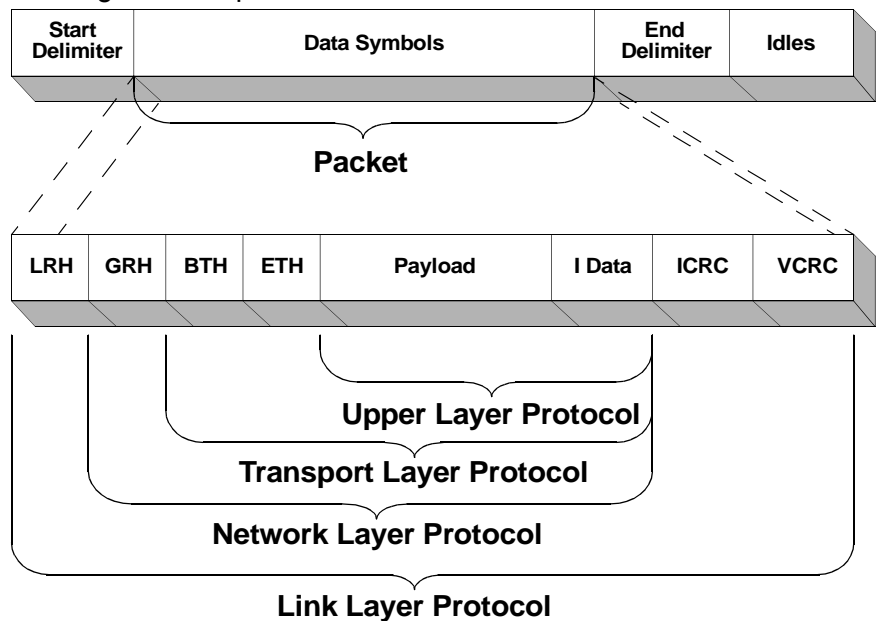 Start Delimiter
Data Symbols
End Delimiter
Idles
Packet
LRH
GRH
BTH
ETH
Payload
I Data
ICRC
VCRC
Upper Layer Protocol
Transport Layer Protocol
Network Layer Protocol
Link Layer Protocol